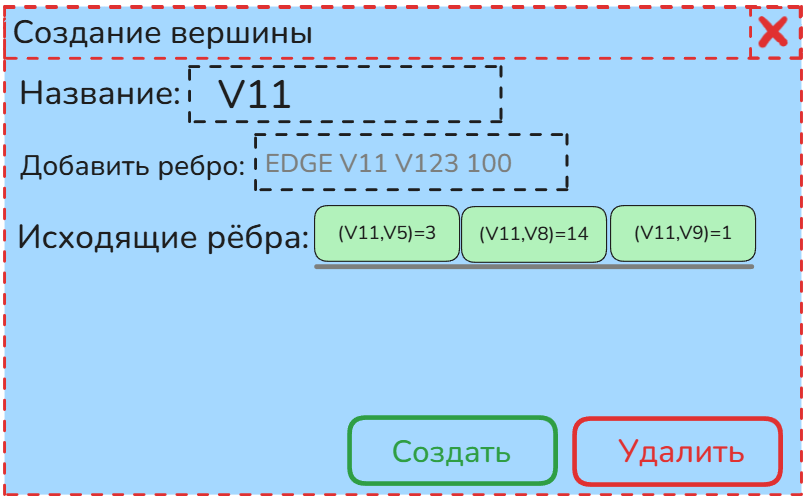 Создание вершины
Название: V11
Добавить ребро: EDGE V11 V123 100
Исходящие рёбра: (V11,V5)=3 (V11,V8)=14 (V11,V9)=1
Создать Удалить